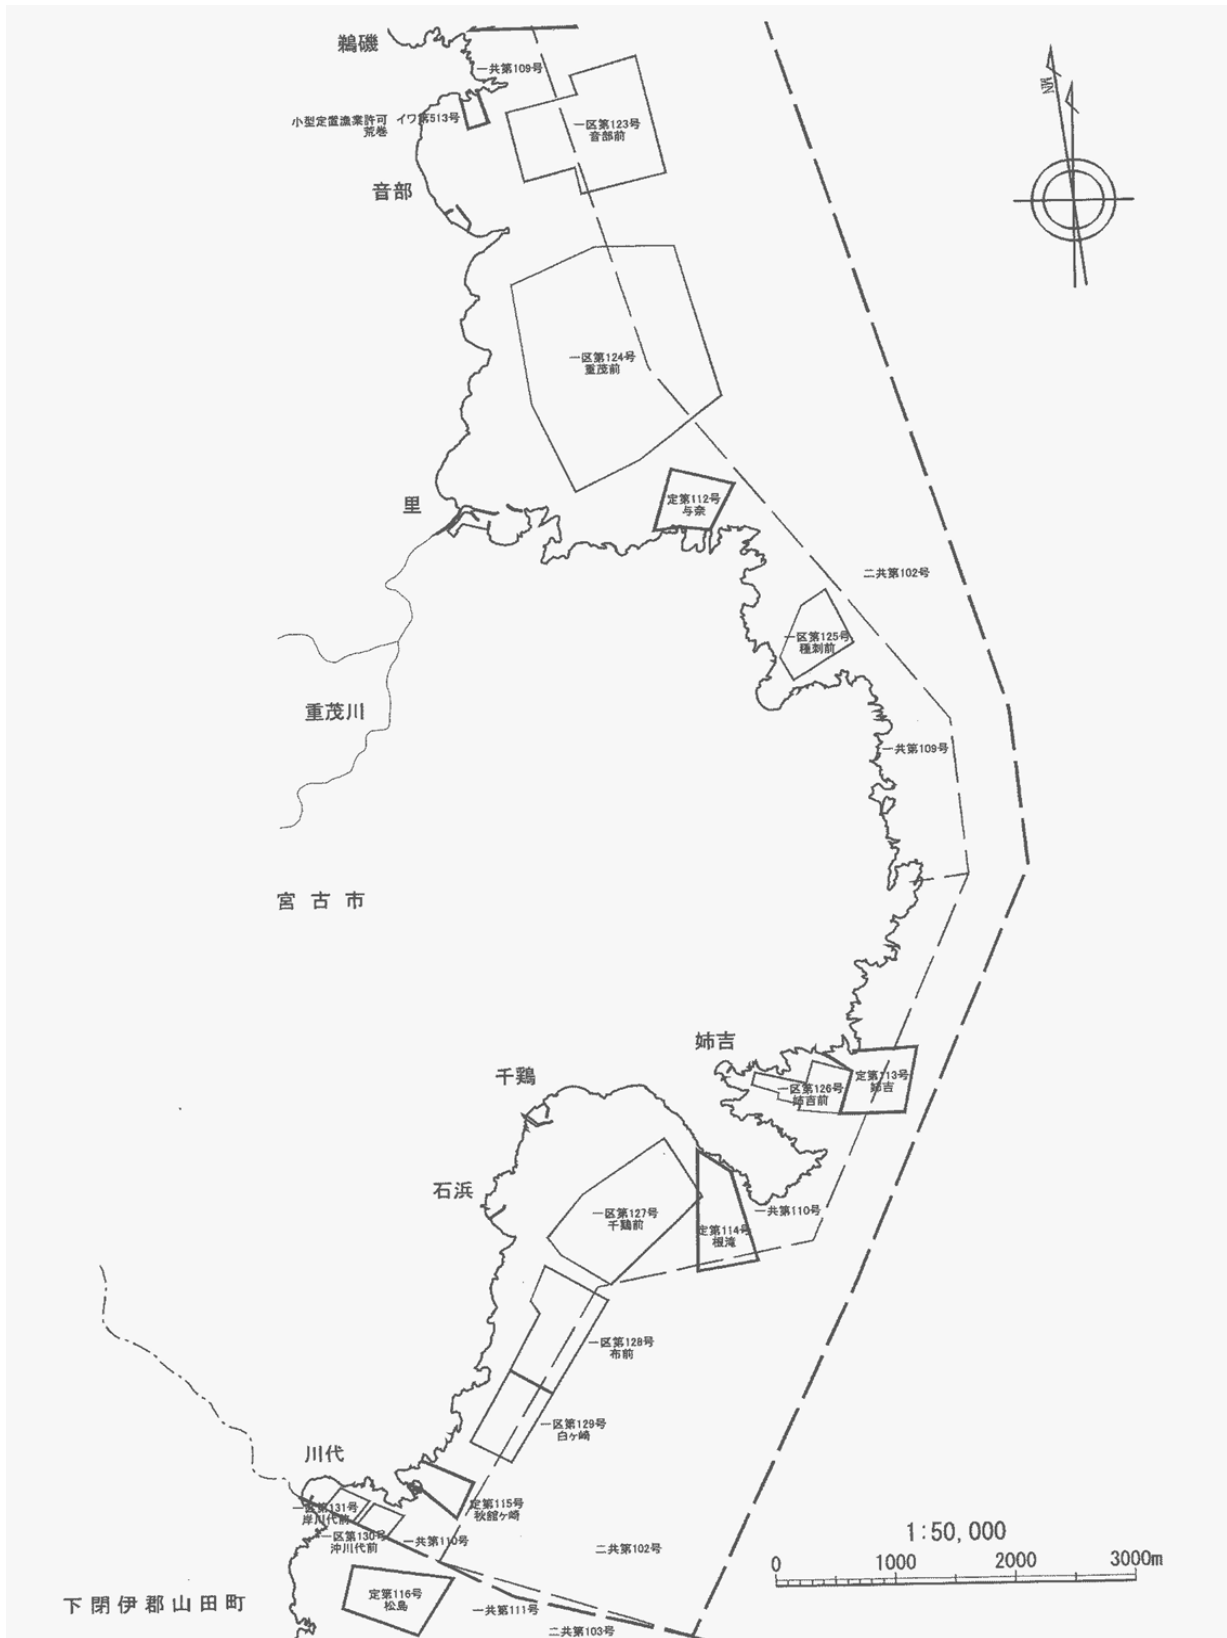 鵜磯
一共第109号
小型定置漁業許可 イワ第513号
荒巻
一区第123号
音部前
MN
音部
一区第124号
重茂前
里
定第112号
与奈
二共第102号
一区第125号
種刺前
重茂川
一共第109号
宮古市
姉吉
千鶏
定第113号
姉吉
一区第126号
姉吉前
石浜
一区第127号
千鶏前
一共第110号
定第114号
根滝
一区第128号
布前
一区第129号
白ヶ崎
川代
一区第131号
岸川代前
定第115号
秋館ヶ崎
一区第130号
沖川代前
一共第110号
二共第102号
1:50,000
0 1000 2000 3000m
下閉伊郡山田町
定第116号
松島
一共第111号
二共第103号